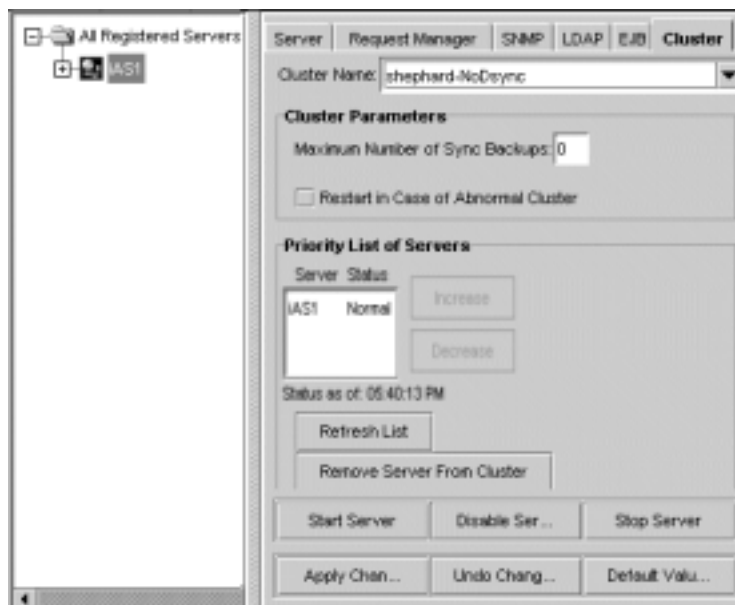 All Registered Servers
iAS1
Server Request Manager SNMP LDAP EJB Cluster
Cluster Name: shephard-NoDsync
Cluster Parameters
Maximum Number of Sync Backups: 0
Restart in Case of Abnormal Cluster
Priority List of Servers
Server Status
iAS1 Normal
Increase
Decrease
Status as of: 05:40:13 PM
Refresh List
Remove Server From Cluster
Start Server Disable Ser... Stop Server
Apply Chan... Undo Chang... Default Valu...